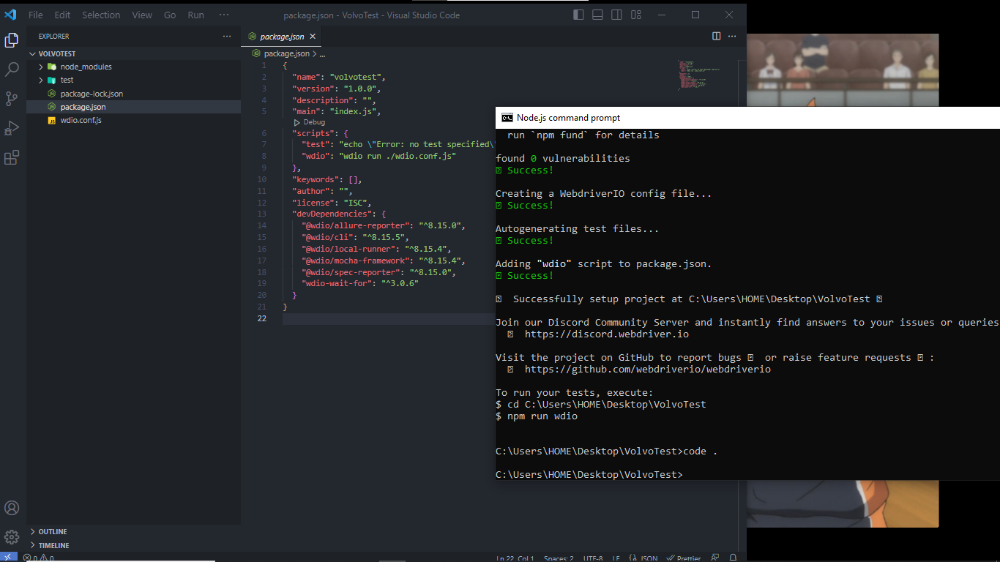 File Edit Selection View Go Run ··· package.json - VolvoTest - Visual Studio Code
EXPLORER ···
VOLVOTEST
node_modules
test
package-lock.json
package.json
wdio.conf.js
OUTLINE
TIMELINE
package.json
package.json > ...
1 {
2 "name": "volvotest",
3 "version": "1.0.0",
4 "description": "",
5 "main": "index.js",
Debug
6 "scripts": {
7 "test": "echo \"Error: no test specified\"
8 "wdio": "wdio run ./wdio.conf.js"
9 },
10 "keywords": [],
11 "author": "",
12 "license": "ISC",
13 "devDependencies": {
14 "@wdio/allure-reporter": "^8.15.0",
15 "@wdio/cli": "^8.15.5",
16 "@wdio/local-runner": "^8.15.4",
17 "@wdio/mocha-framework": "^8.15.4",
18 "@wdio/spec-reporter": "^8.15.0",
19 "wdio-wait-for": "^3.0.6"
20 }
21 }
22
Node.js command prompt
run `npm fund` for details
found 0 vulnerabilities
Success!
Creating a WebdriverIO config file...
Success!
Autogenerating test files...
Success!
Adding "wdio" script to package.json.
Success!
Successfully setup project at C:\Users\HOME\Desktop\VolvoTest
Join our Discord Community Server and instantly find answers to your issues or queries
https://discord.webdriver.io
Visit the project on GitHub to report bugs or raise feature requests :
https://github.com/webdriverio/webdriverio
To run your tests, execute:
$ cd C:\Users\HOME\Desktop\VolvoTest
$ npm run wdio
C:\Users\HOME\Desktop\VolvoTest>code .
C:\Users\HOME\Desktop\VolvoTest>
0 0 Ln 22, Col 1 Spaces: 2 UTF-8 LF {} JSON Prettier